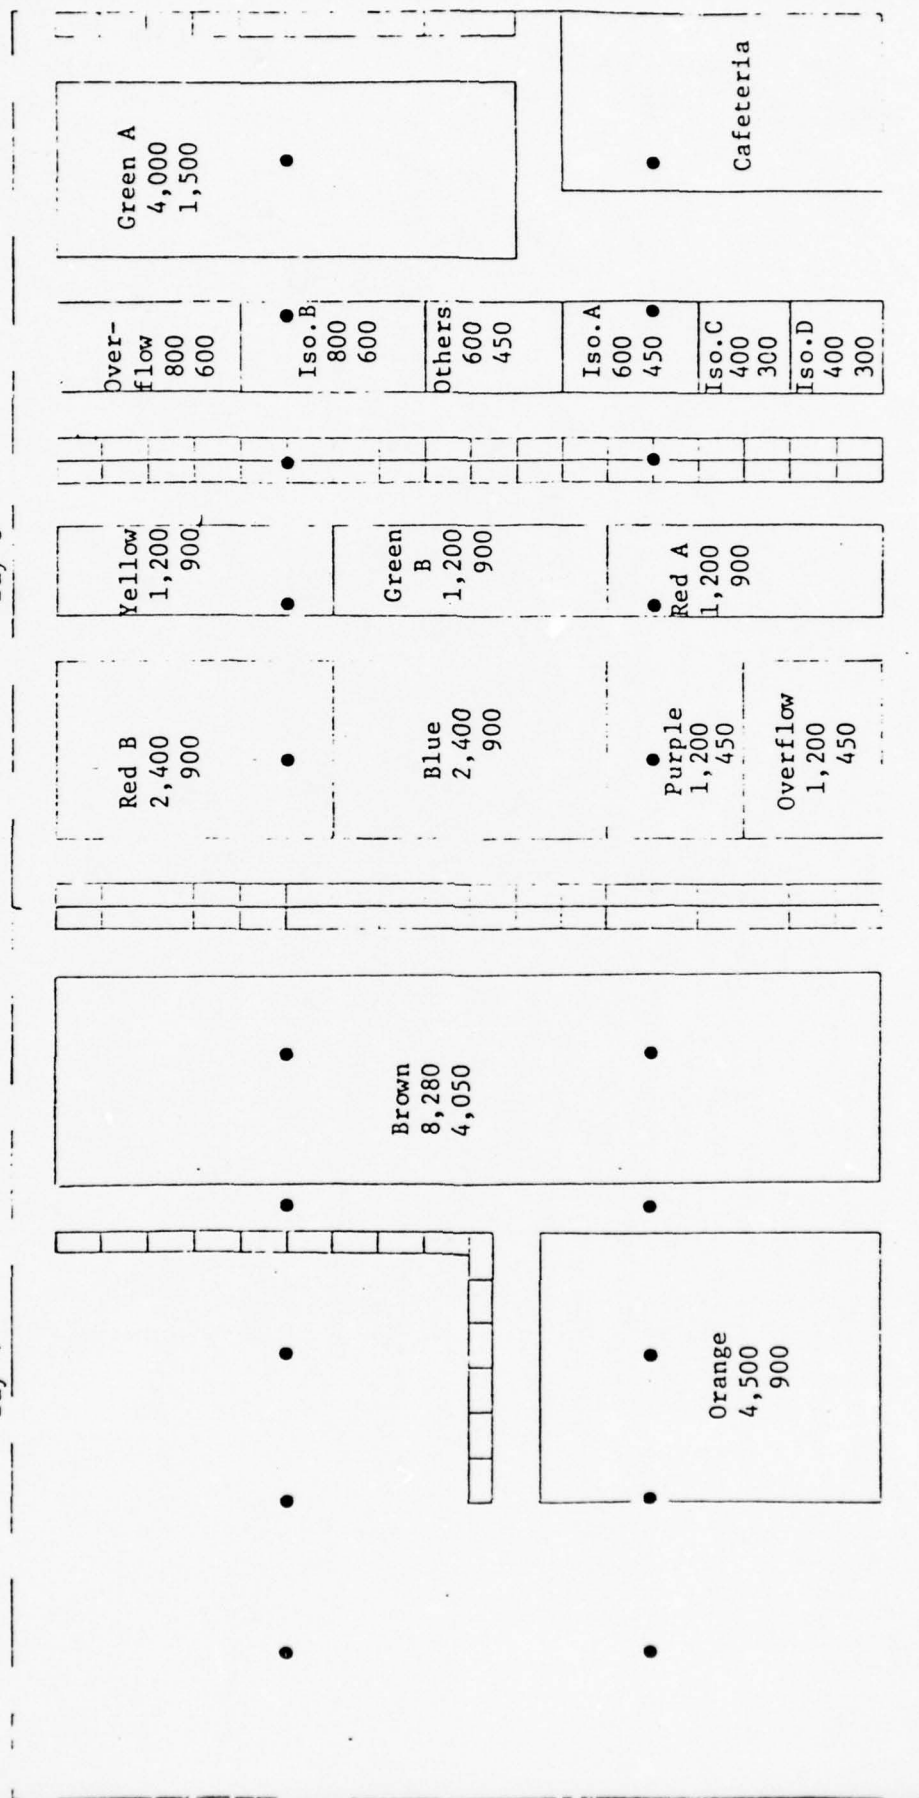 Green A
4,000
1,500
Cafeteria
Over-
flow
800
600
Iso.B
800
600
Others
600
450
Iso.A
600
450
Iso.C
400
300
Iso.D
400
300
Yellow
1,200
900
Green
B
1,200
900
Red A
1,200
900
Red B
2,400
900
Blue
2,400
900
Purple
1,200
450
Overflow
1,200
450
Brown
8,280
4,050
Orange
4,500
900